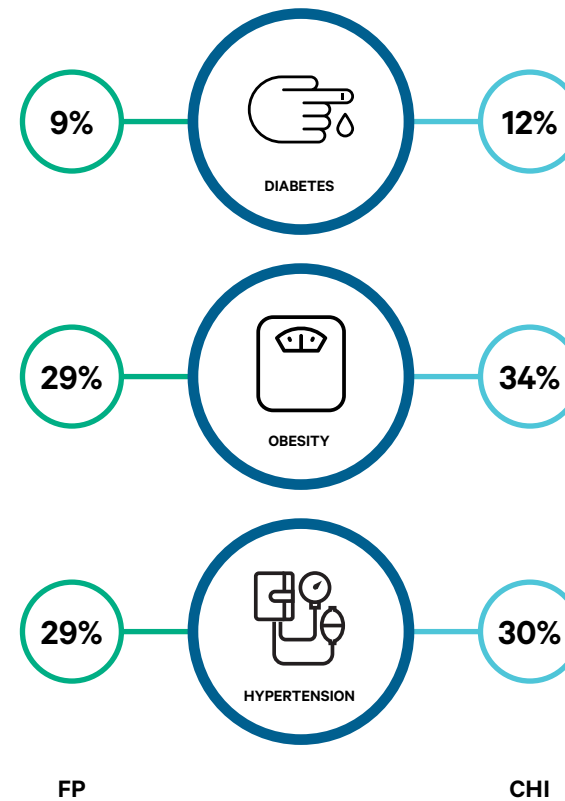 9%
12%
DIABETES
29%
34%
OBESITY
29%
30%
HYPERTENSION
FP
CHI